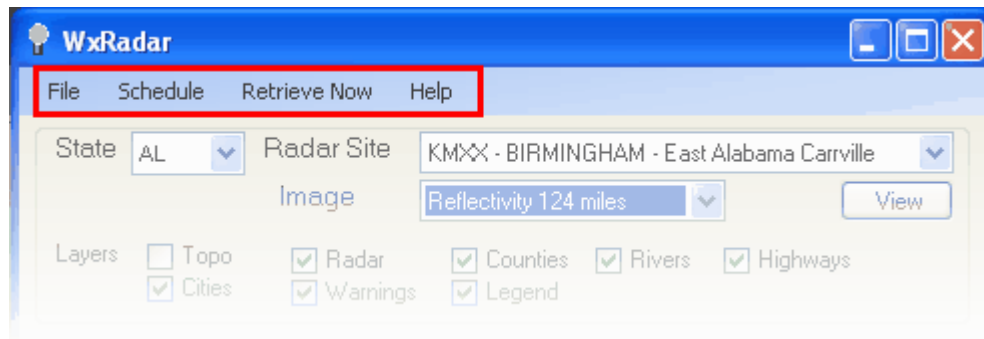 WxRadar
File Schedule Retrieve Now Help
State AL Radar Site KMXX - BIRMINGHAM - East Alabama Carrville
Image Reflectivity 124 miles View
Layers Topo Radar Counties Rivers Highways
Cities Warnings Legend